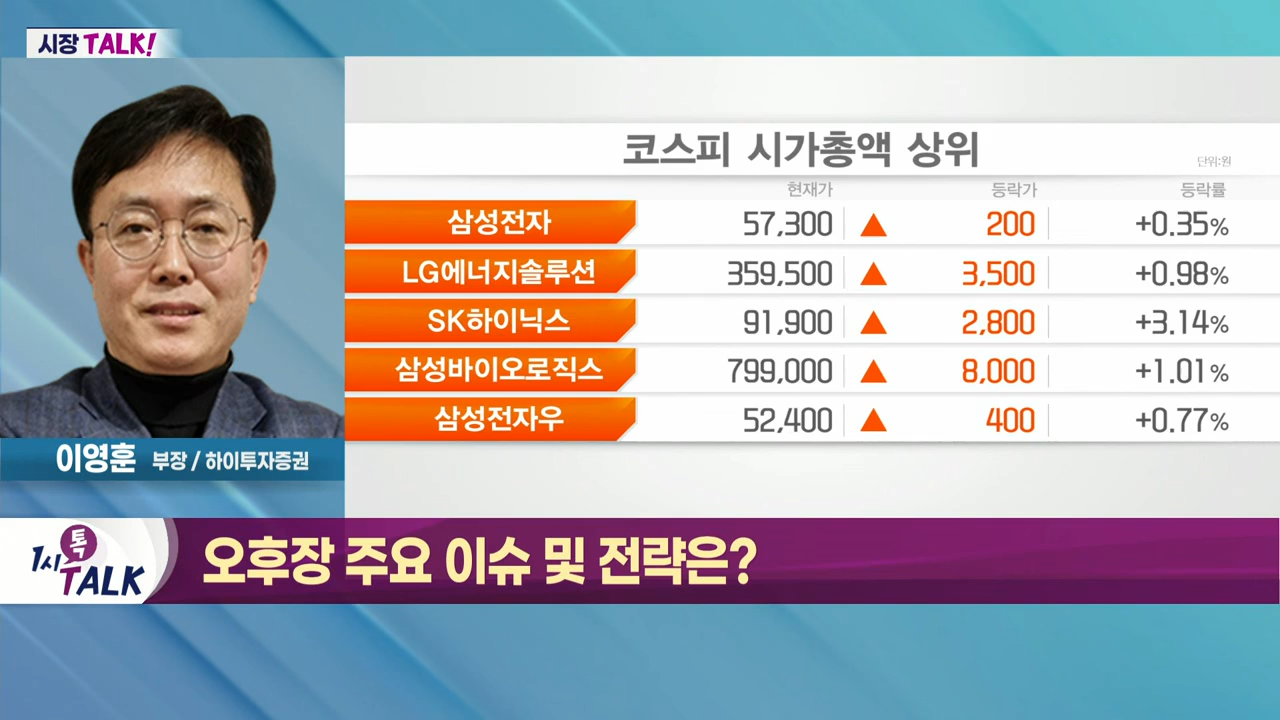 시장 TALK!
코스피 시가총액 상위
단위:원
현재가 등락가 등락률
삼성전자 57,300 ▲ 200 +0.35%
LG에너지솔루션 359,500 ▲ 3,500 +0.98%
SK하이닉스 91,900 ▲ 2,800 +3.14%
삼성바이오로직스 799,000 ▲ 8,000 +1.01%
삼성전자우 52,400 ▲ 400 +0.77%
이영훈 부장 / 하이투자증권
1시 톡 TALK
오후장 주요 이슈 및 전략은?